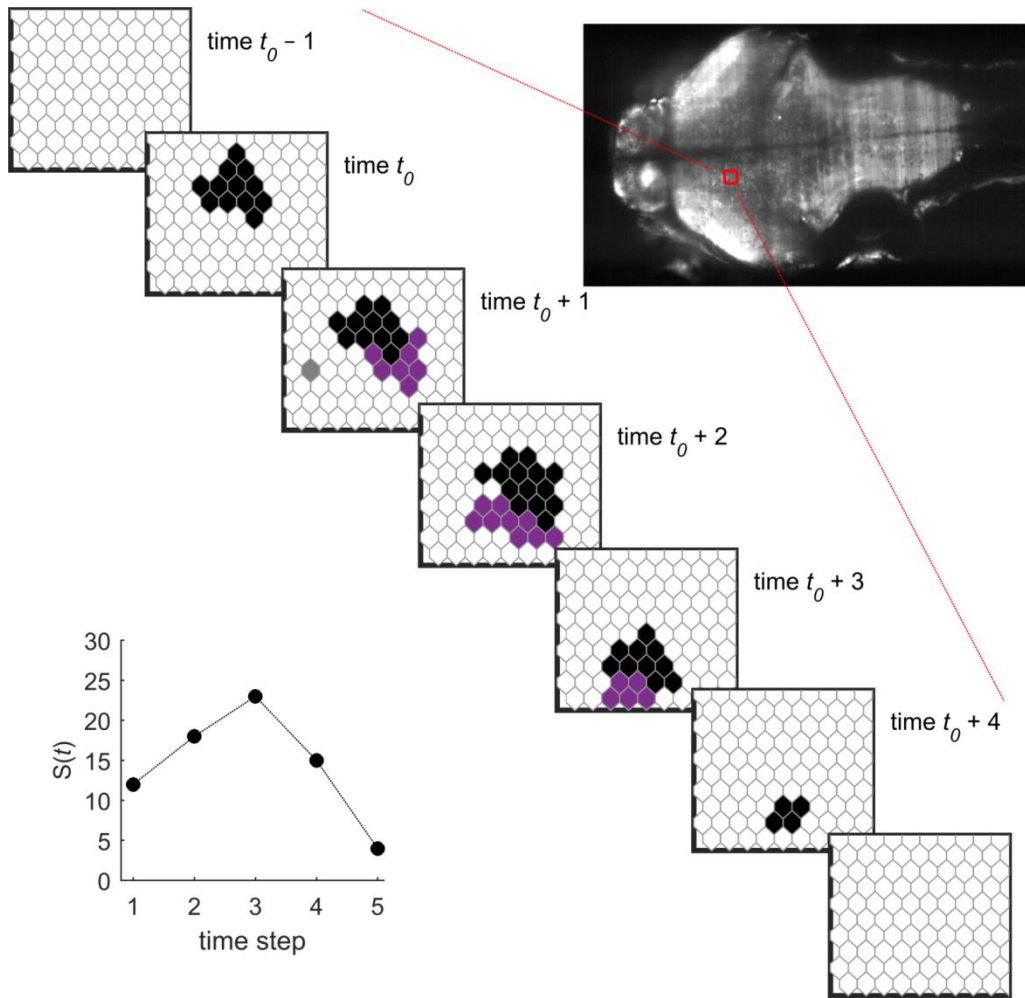 time t₀ – 1
time t₀
time t₀ + 1
time t₀ + 2
time t₀ + 3
time t₀ + 4
30
25
20
15
10
5
0
S(t)
1 2 3 4 5
time step